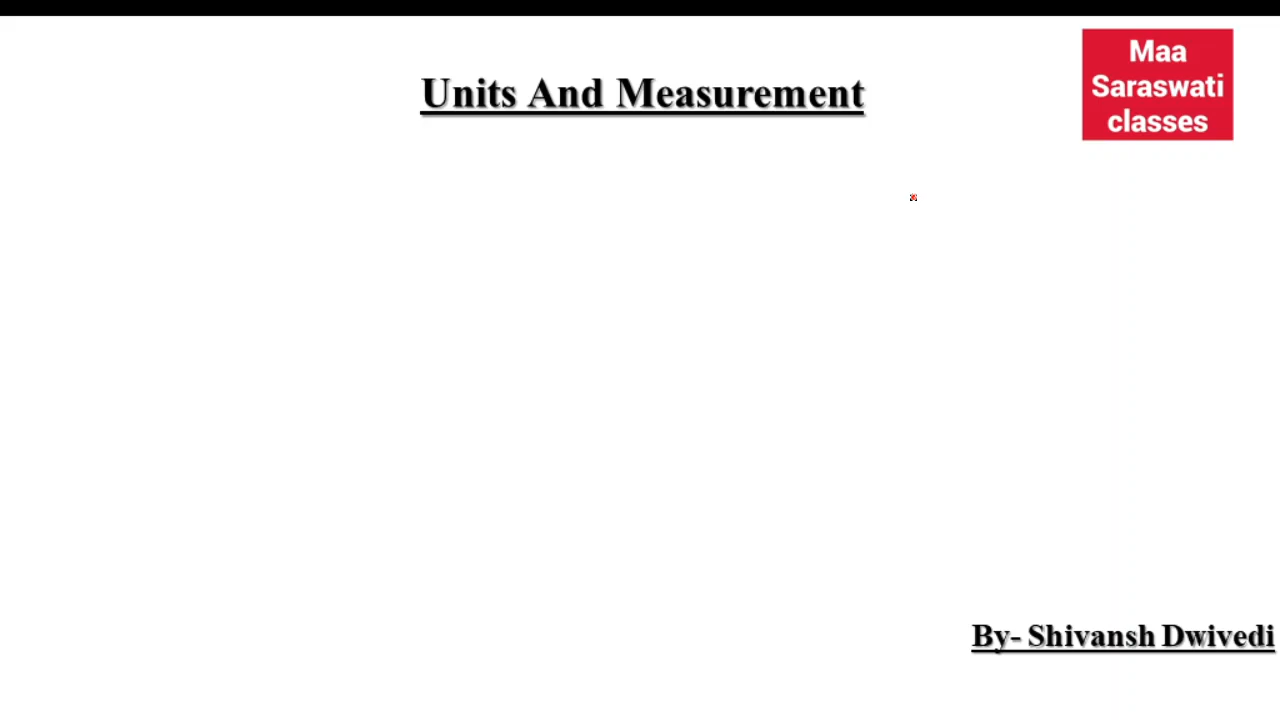 Units And Measurement
Maa
Saraswati
classes
By- Shivansh Dwivedi